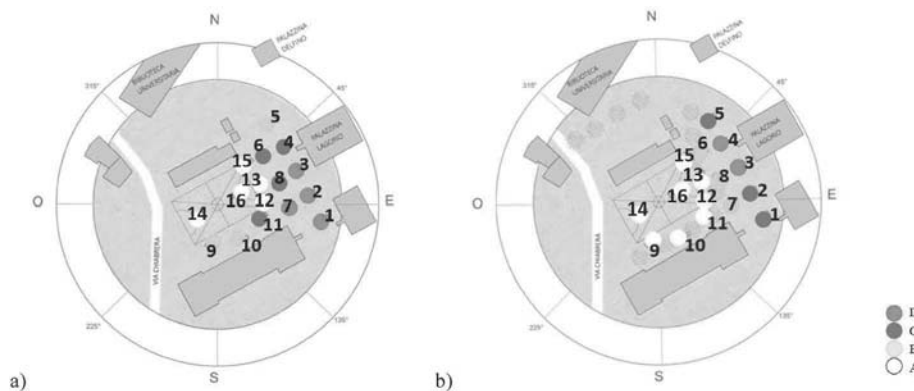 N
PALAZZINA
DELFINO
BIBLIOTECA
UNIVERSITARIA
315°
45°
PALAZZINA
LAGORIO
5
4
6
15
3
13
8
2
16
12
O
E
14
7
1
11
9
10
VIA CHIABRERA
225°
135°
S
a)
N
PALAZZINA
DELFINO
BIBLIOTECA
UNIVERSITARIA
315°
45°
PALAZZINA
LAGORIO
5
6
4
15
3
13
8
2
16
12
O
E
14
7
1
11
9
10
VIA CHIABRERA
225°
135°
S
b)
A